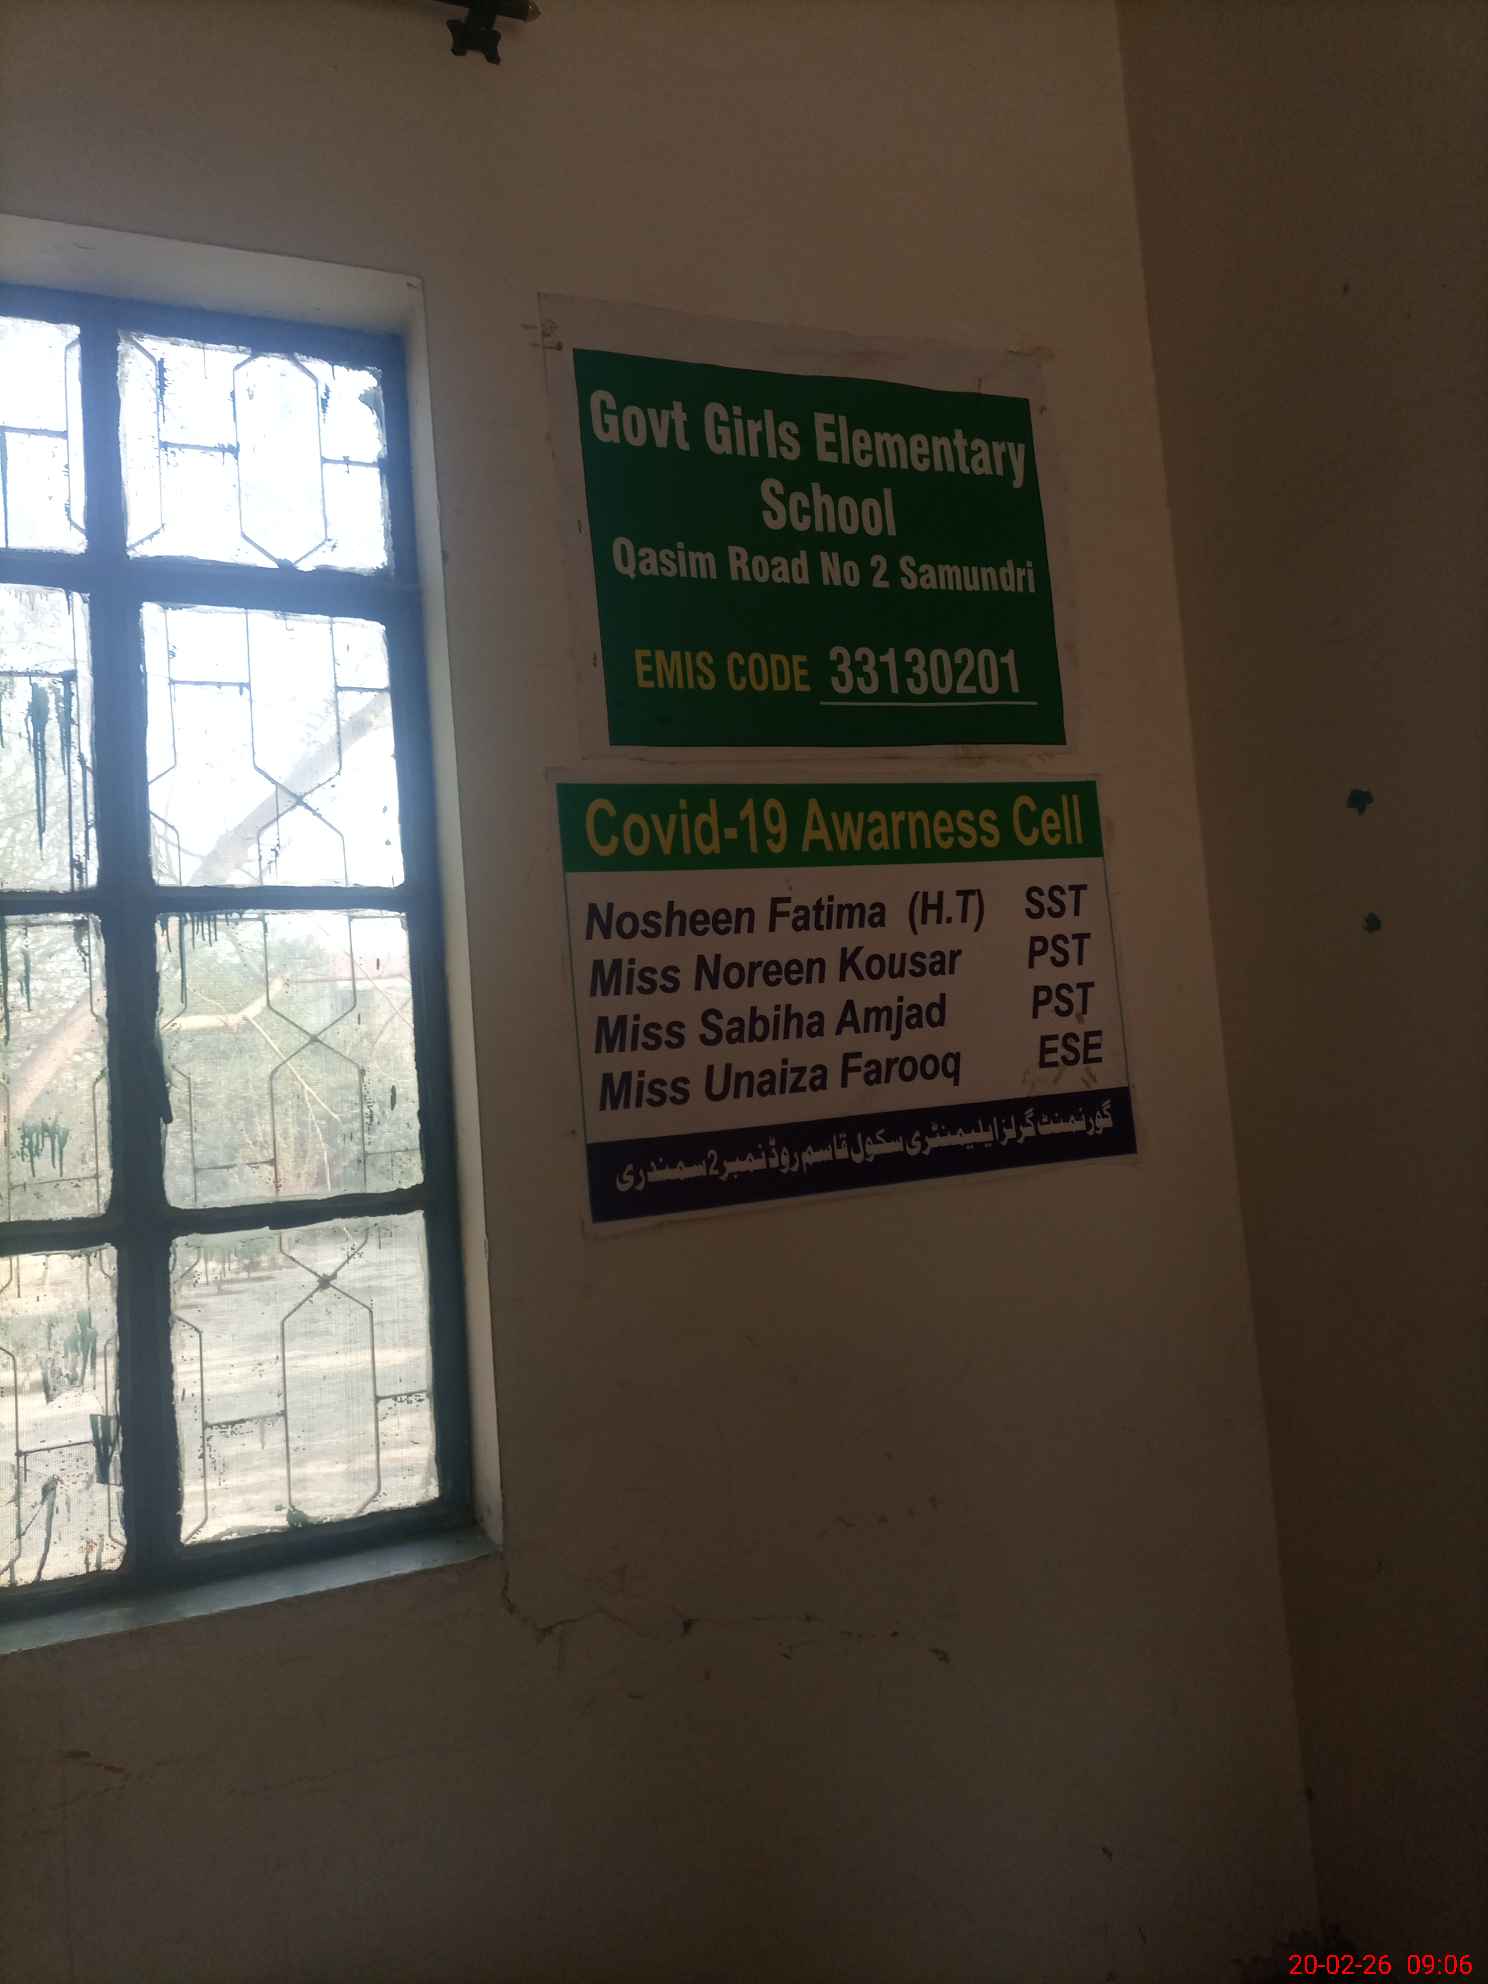 Govt Girls Elementary
School
Qasim Road No 2 Samundri
EMIS CODE 33130201
Covid-19 Awarness Cell
Nosheen Fatima (H.T) SST
Miss Noreen Kousar PST
Miss Sabiha Amjad PST
Miss Unaiza Farooq ESE
گورنمنٹ گرلز ایلیمنٹری سکول قاسم روڈ نمبر 2 سمندری
20-02-26 09:06